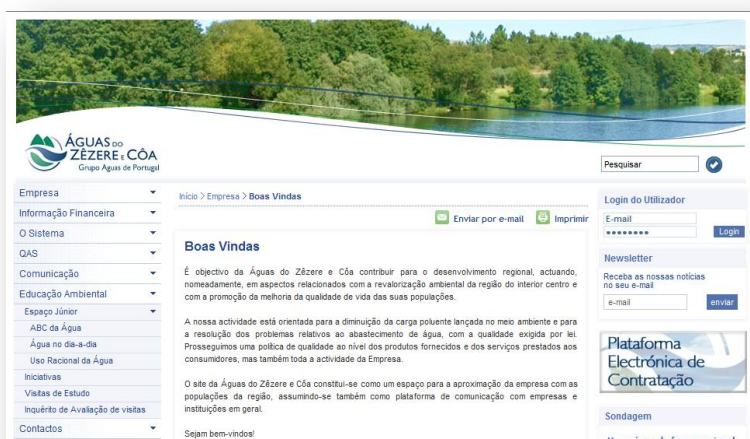 ÁGUAS DO
ZÊZERE E CÔA
Grupo Aguas de Portugal
Pesquisar
Empresa
Informação Financeira
O Sistema
QAS
Comunicação
Educação Ambiental
Espaço Júnior
ABC da Água
Água no dia-a-dia
Uso Racional da Água
Iniciativas
Visitas de Estudo
Inquérito de Avaliação de visitas
Contactos
Início > Empresa > Boas Vindas
Enviar por e-mail Imprimir
Boas Vindas
É objectivo da Águas do Zêzere e Côa contribuir para o desenvolvimento regional, actuando,
nomeadamente, em aspectos relacionados com a revalorização ambiental da região do interior centro e
com a promoção da melhoria da qualidade de vida das suas populações.
A nossa actividade está orientada para a diminuição da carga poluente lançada no meio ambiente e para
a resolução dos problemas relativos ao abastecimento de água, com a qualidade exigida por lei.
Prosseguimos uma política de qualidade ao nível dos produtos fornecidos e dos serviços prestados aos
consumidores, mas também toda a actividade da Empresa.
O site da Águas do Zêzere e Côa constitui-se como um espaço para a aproximação da empresa com as
populações da região, assumindo-se também como plataforma de comunicação com empresas e
instituições em geral.
Sejam bem-vindos!
Login do Utilizador
E-mail
Login
Newsletter
Receba as nossas notícias
no seu e-mail
e-mail enviar
Plataforma
Electrónica de
Contratação
Sondagem